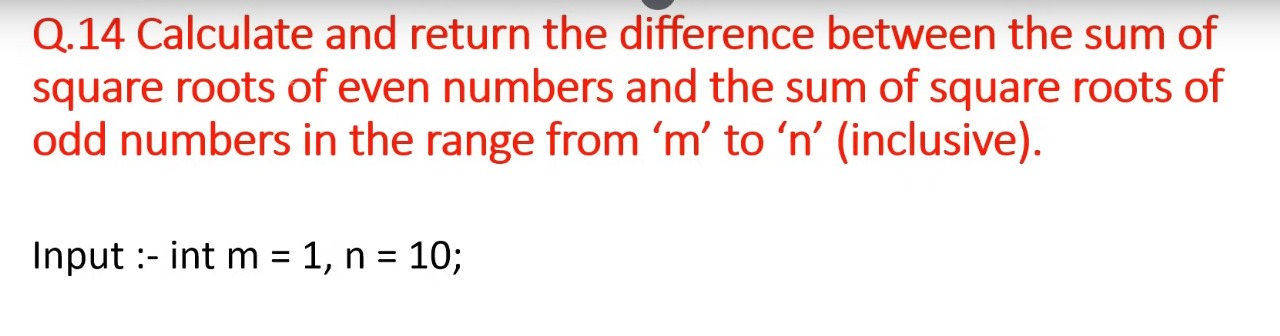 Q.14 Calculate and return the difference between the sum of
square roots of even numbers and the sum of square roots of
odd numbers in the range from ‘m’ to ‘n’ (inclusive).
Input :- int m = 1, n = 10;